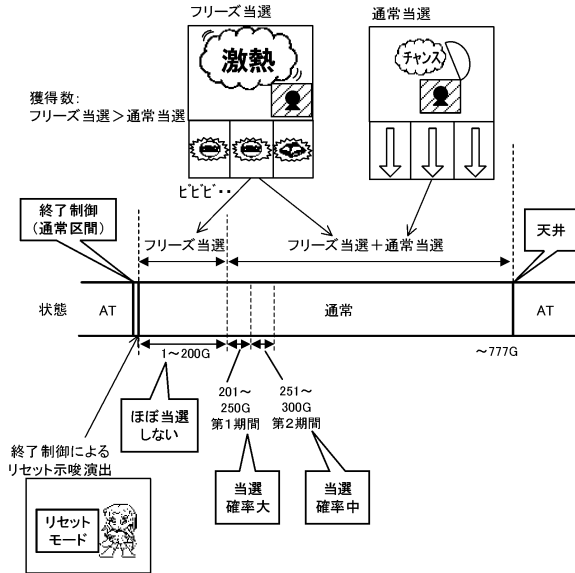 フリーズ当選
通常当選
激熱
チャンス
獲得数:
フリーズ当選>通常当選
ピピピ・・
終了制御
(通常区間)
フリーズ当選
フリーズ当選+通常当選
天井
状態
AT
通常
AT
1~200G
~777G
ほぼ当選
しない
201~
250G
第1期間
251~
300G
第2期間
終了制御による
リセット示唆演出
当選
確率大
当選
確率中
リセット
モード